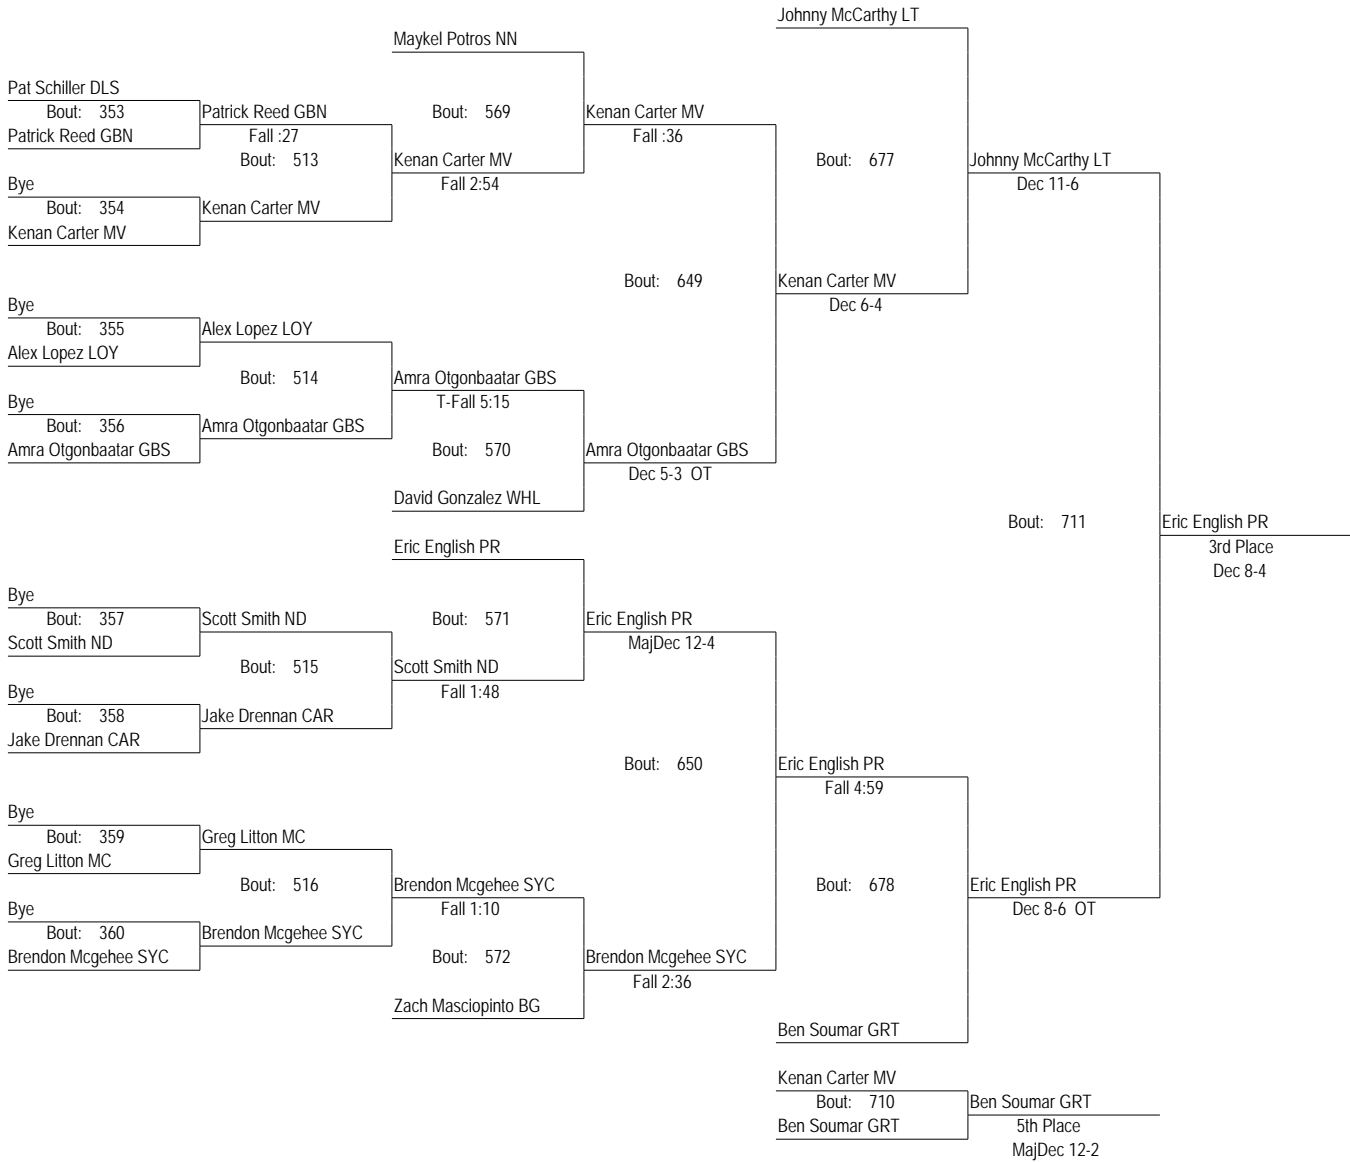 Johnny McCarthy LT
Maykel Potros NN
Pat Schiller DLS
Bout: 353
Patrick Reed GBN
Patrick Reed GBN
Fall :27
Bout: 513
Bout: 569
Kenan Carter MV
Fall :36
Kenan Carter MV
Fall 2:54
Bye
Bout: 354
Kenan Carter MV
Kenan Carter MV
Bout: 677
Johnny McCarthy LT
Dec 11-6
Bout: 649
Kenan Carter MV
Dec 6-4
Bye
Bout: 355
Alex Lopez LOY
Alex Lopez LOY
Bout: 514
Amra Otgonbaatar GBS
T-Fall 5:15
Bye
Bout: 356
Amra Otgonbaatar GBS
Amra Otgonbaatar GBS
Bout: 570
Amra Otgonbaatar GBS
Dec 5-3 OT
David Gonzalez WHL
Bout: 711
Eric English PR
3rd Place
Dec 8-4
Eric English PR
Bye
Bout: 357
Scott Smith ND
Scott Smith ND
Bout: 571
Eric English PR
MajDec 12-4
Bout: 515
Scott Smith ND
Fall 1:48
Bye
Bout: 358
Jake Drennan CAR
Jake Drennan CAR
Bout: 650
Eric English PR
Fall 4:59
Bye
Bout: 359
Greg Litton MC
Greg Litton MC
Bout: 516
Brendon Mcgehee SYC
Fall 1:10
Bout: 678
Eric English PR
Dec 8-6 OT
Bye
Bout: 360
Brendon Mcgehee SYC
Brendon Mcgehee SYC
Bout: 572
Brendon Mcgehee SYC
Fall 2:36
Zach Masciopinto BG
Ben Soumar GRT
Kenan Carter MV
Bout: 710
Ben Soumar GRT
Ben Soumar GRT
5th Place
MajDec 12-2